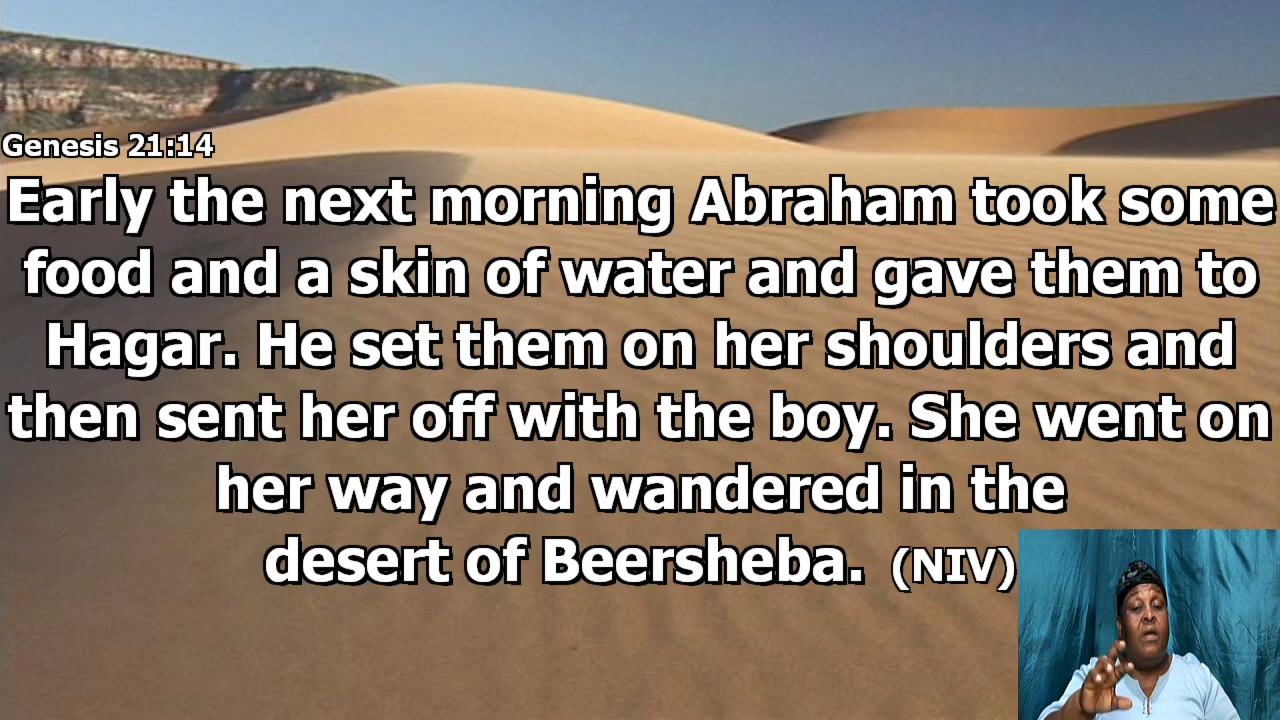 Genesis 21:14
Early the next morning Abraham took some
food and a skin of water and gave them to
Hagar. He set them on her shoulders and
then sent her off with the boy. She went on
her way and wandered in the
desert of Beersheba. (NIV)